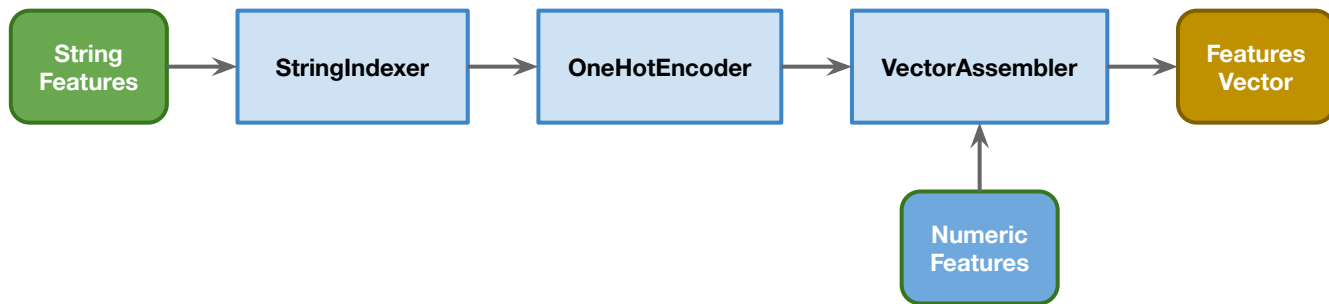 String
Features
StringIndexer
OneHotEncoder
VectorAssembler
Features
Vector
Numeric
Features